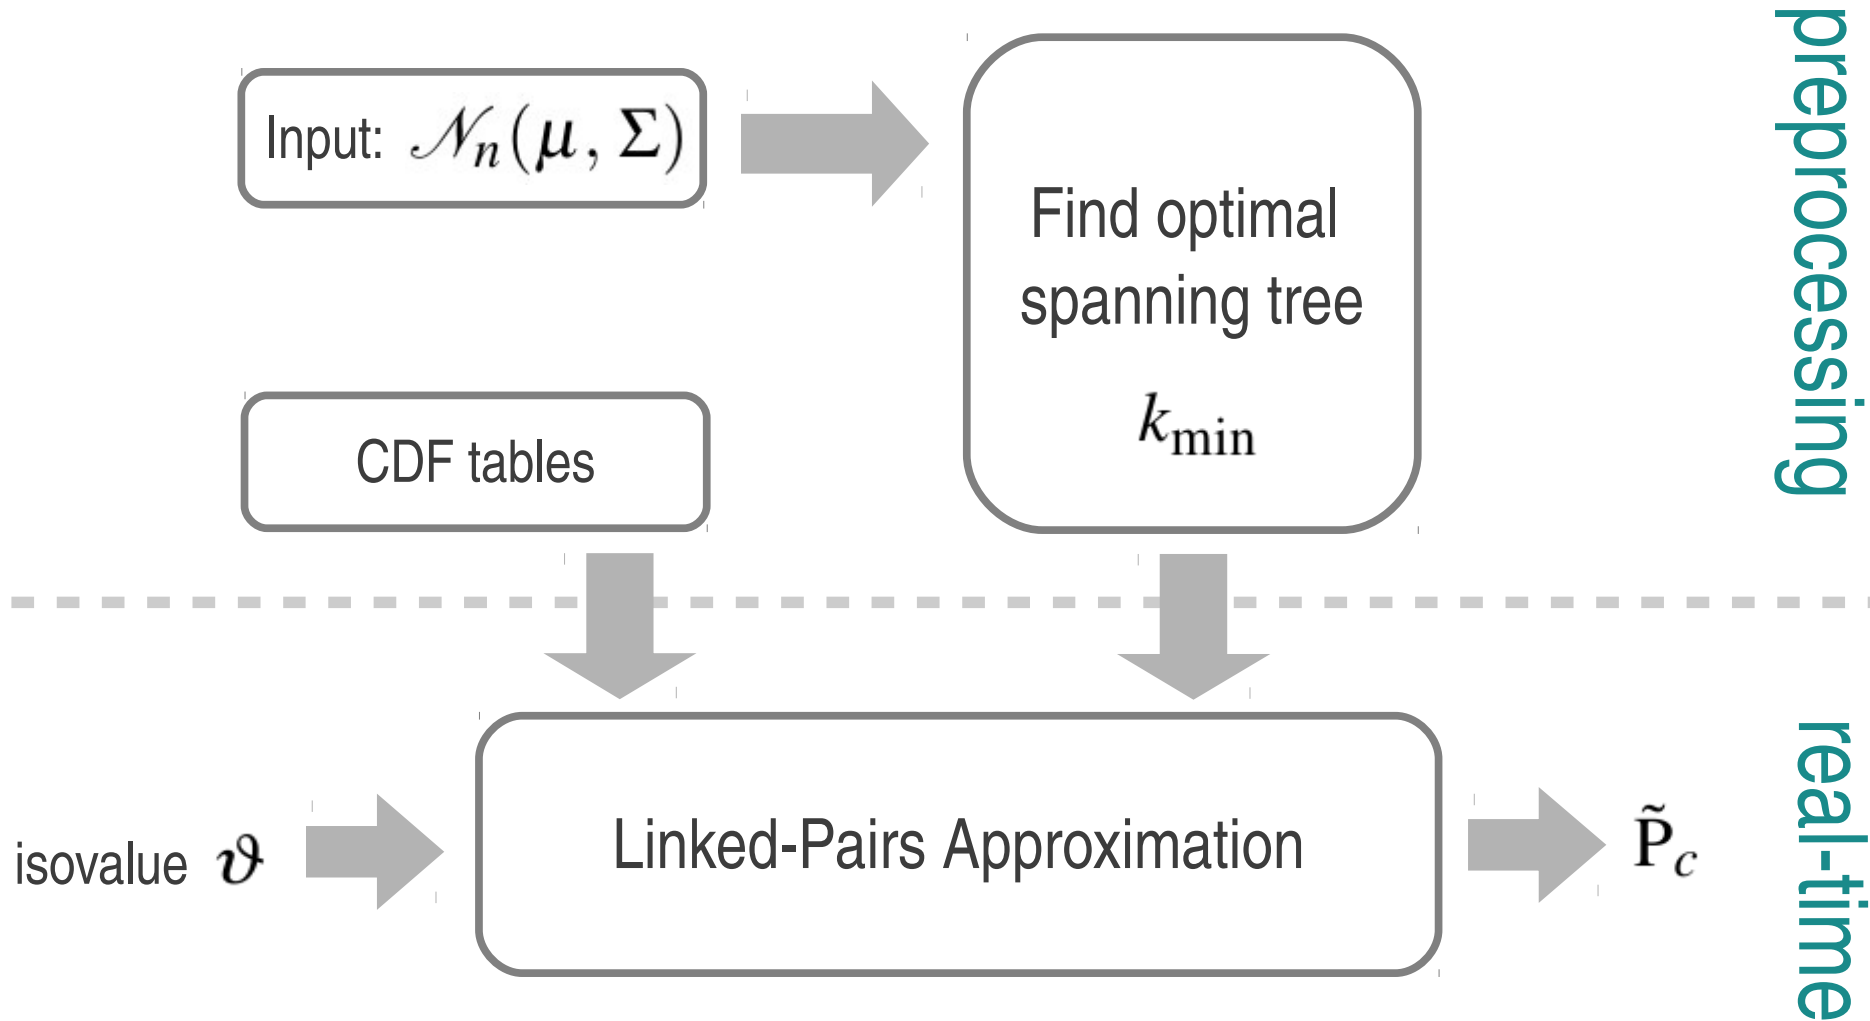 Input: 𝒩ₙ(μ, Σ)
Find optimal
spanning tree
k_min
CDF tables
preprocessing
isovalue ϑ
Linked-Pairs Approximation
P̃_c
real-time